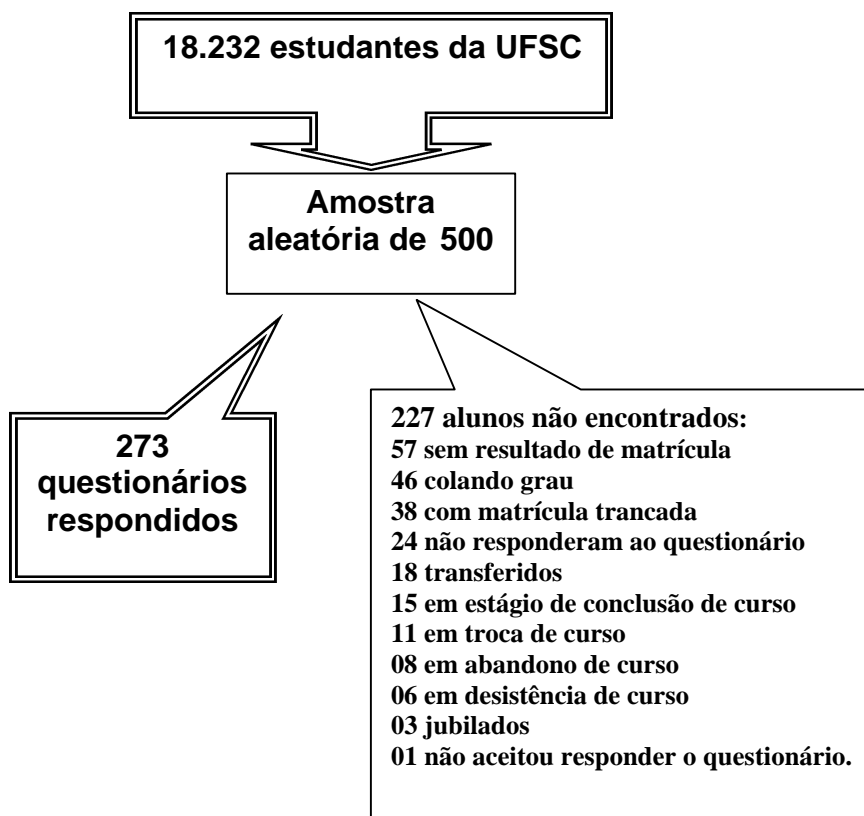 18.232 estudantes da UFSC
Amostra
aleatória de 500
273
questionários
respondidos
227 alunos não encontrados:
57 sem resultado de matrícula
46 colando grau
38 com matrícula trancada
24 não responderam ao questionário
18 transferidos
15 em estágio de conclusão de curso
11 em troca de curso
08 em abandono de curso
06 em desistência de curso
03 jubilados
01 não aceitou responder o questionário.